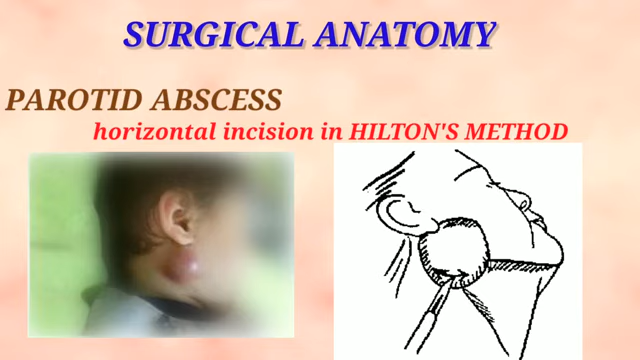 SURGICAL ANATOMY
PAROTID ABSCESS
horizontal incision in HILTON'S METHOD